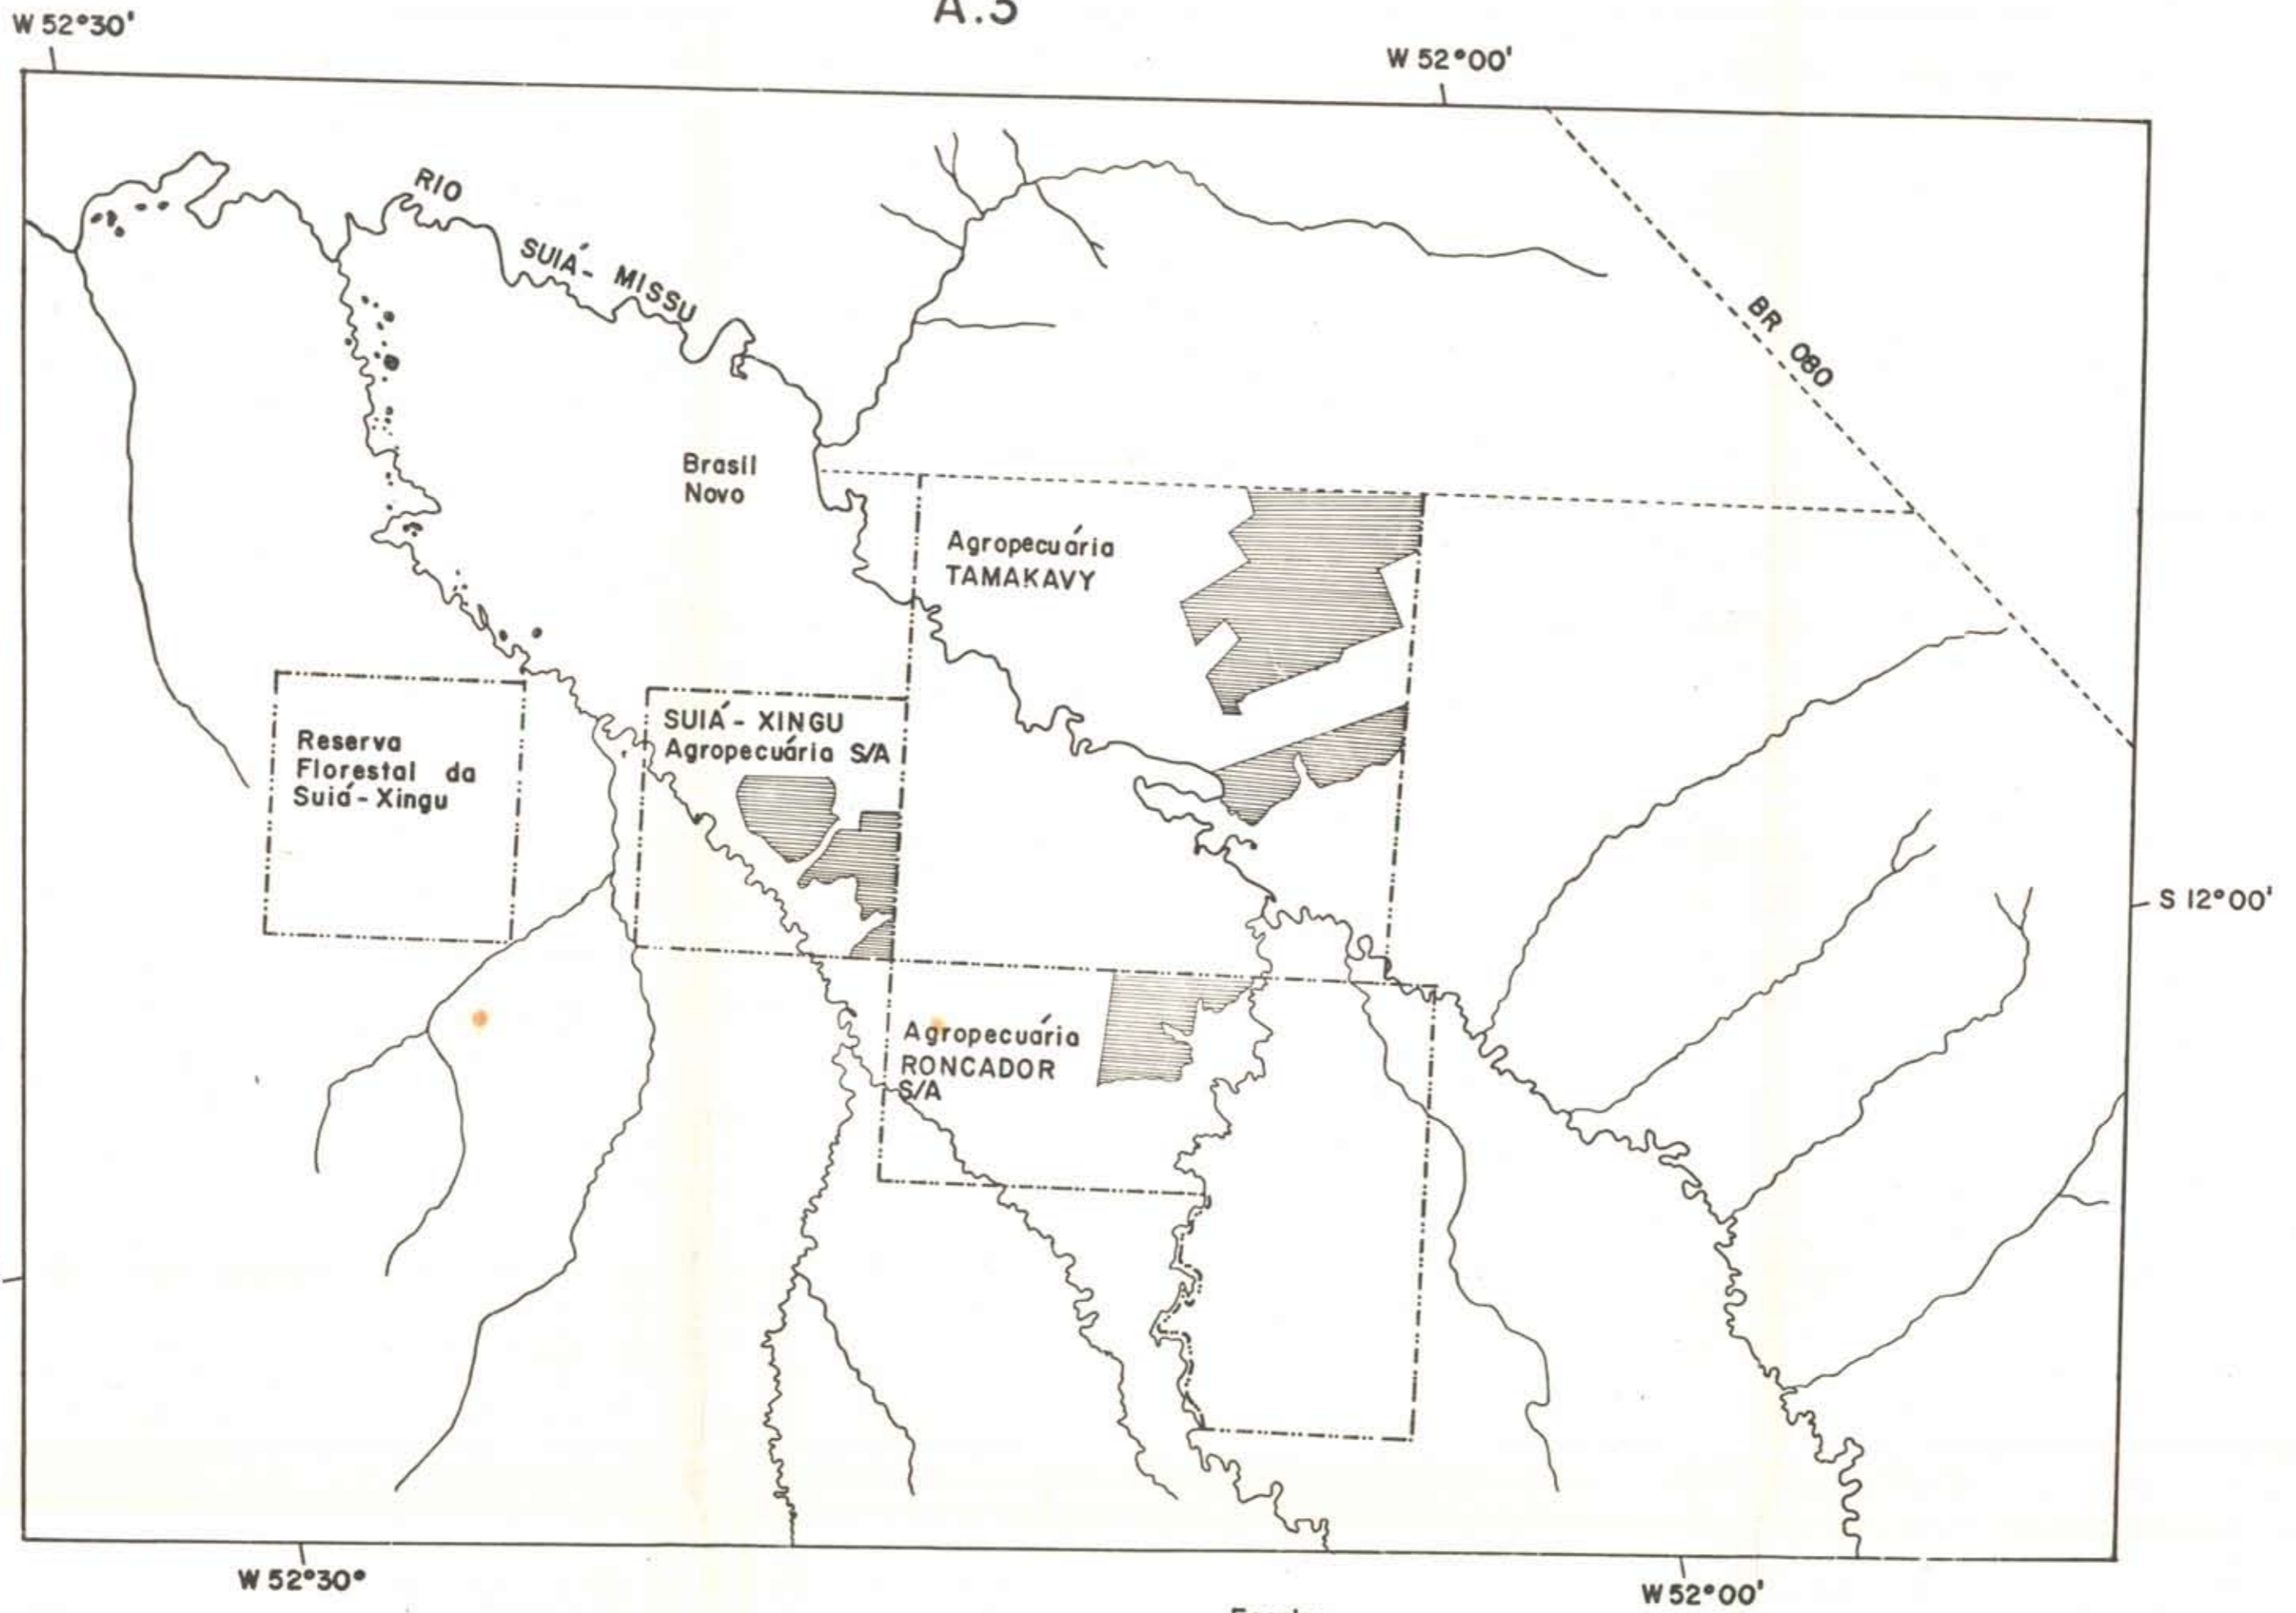 A.3
W 52°30'
W 52°00'
RIO
SUIÁ- MISSU
BR 080
Brasil
Novo
Agropecuária
TAMAKAVY
SUIÁ - XINGU
Agropecuária S/A
Reserva
Florestal da
Suiá-Xingu
S 12°00'
Agropecuária
RONCADOR
S/A
W 52°30°
W 52°00'